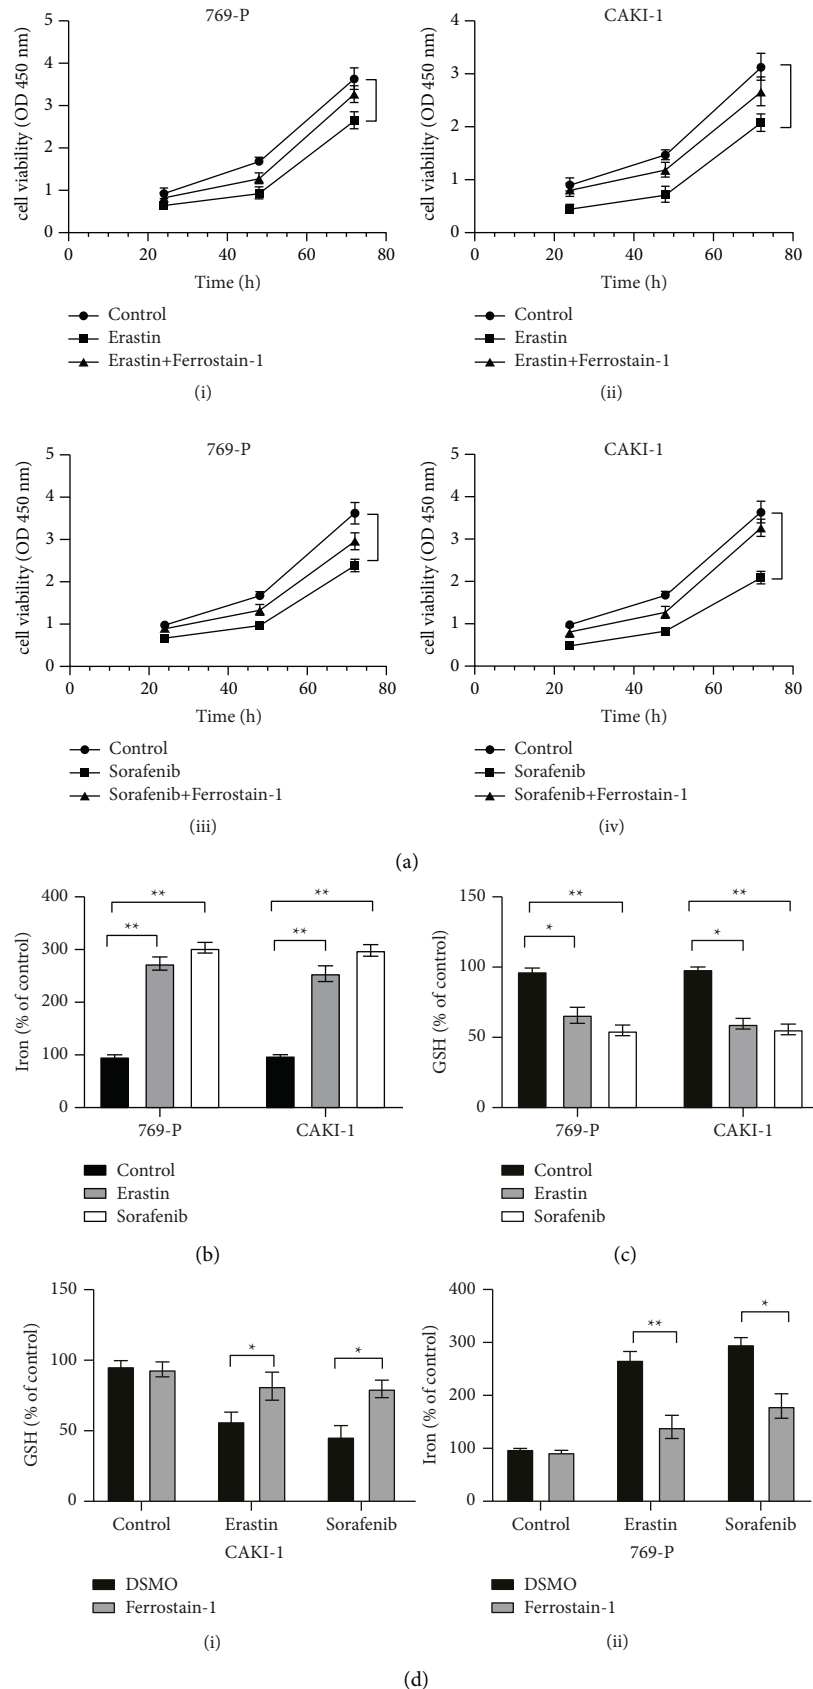 769-P
cell viability (OD 450 nm)
5
4
3
2
1
0
0 20 40 60 80
Time (h)
Control
Erastin
Erastin+Ferrostain-1
(i)
CAKI-1
cell viability (OD 450 nm)
4
3
2
1
0
0 20 40 60 80
Time (h)
Control
Erastin
Erastin+Ferrostain-1
(ii)
769-P
cell viability (OD 450 nm)
5
4
3
2
1
0
0 20 40 60 80
Time (h)
Control
Sorafenib
Sorafenib+Ferrostain-1
(iii)
CAKI-1
cell viability (OD 450 nm)
5
4
3
2
1
0
0 20 40 60 80
Time (h)
Control
Sorafenib
Sorafenib+Ferrostain-1
(iv)
(a)
Iron (% of control)
400
300
200
100
0
** **
** **
769-P CAKI-1
Control
Erastin
Sorafenib
(b)
GSH (% of control)
150
100
50
0
** **
* *
769-P CAKI-1
Control
Erastin
Sorafenib
(c)
GSH (% of control)
150
100
50
0
* *
Control Erastin Sorafenib
CAKI-1
DSMO
Ferrostain-1
(i)
Iron (% of control)
400
300
200
100
0
** *
Control Erastin Sorafenib
769-P
DSMO
Ferrostain-1
(ii)
(d)